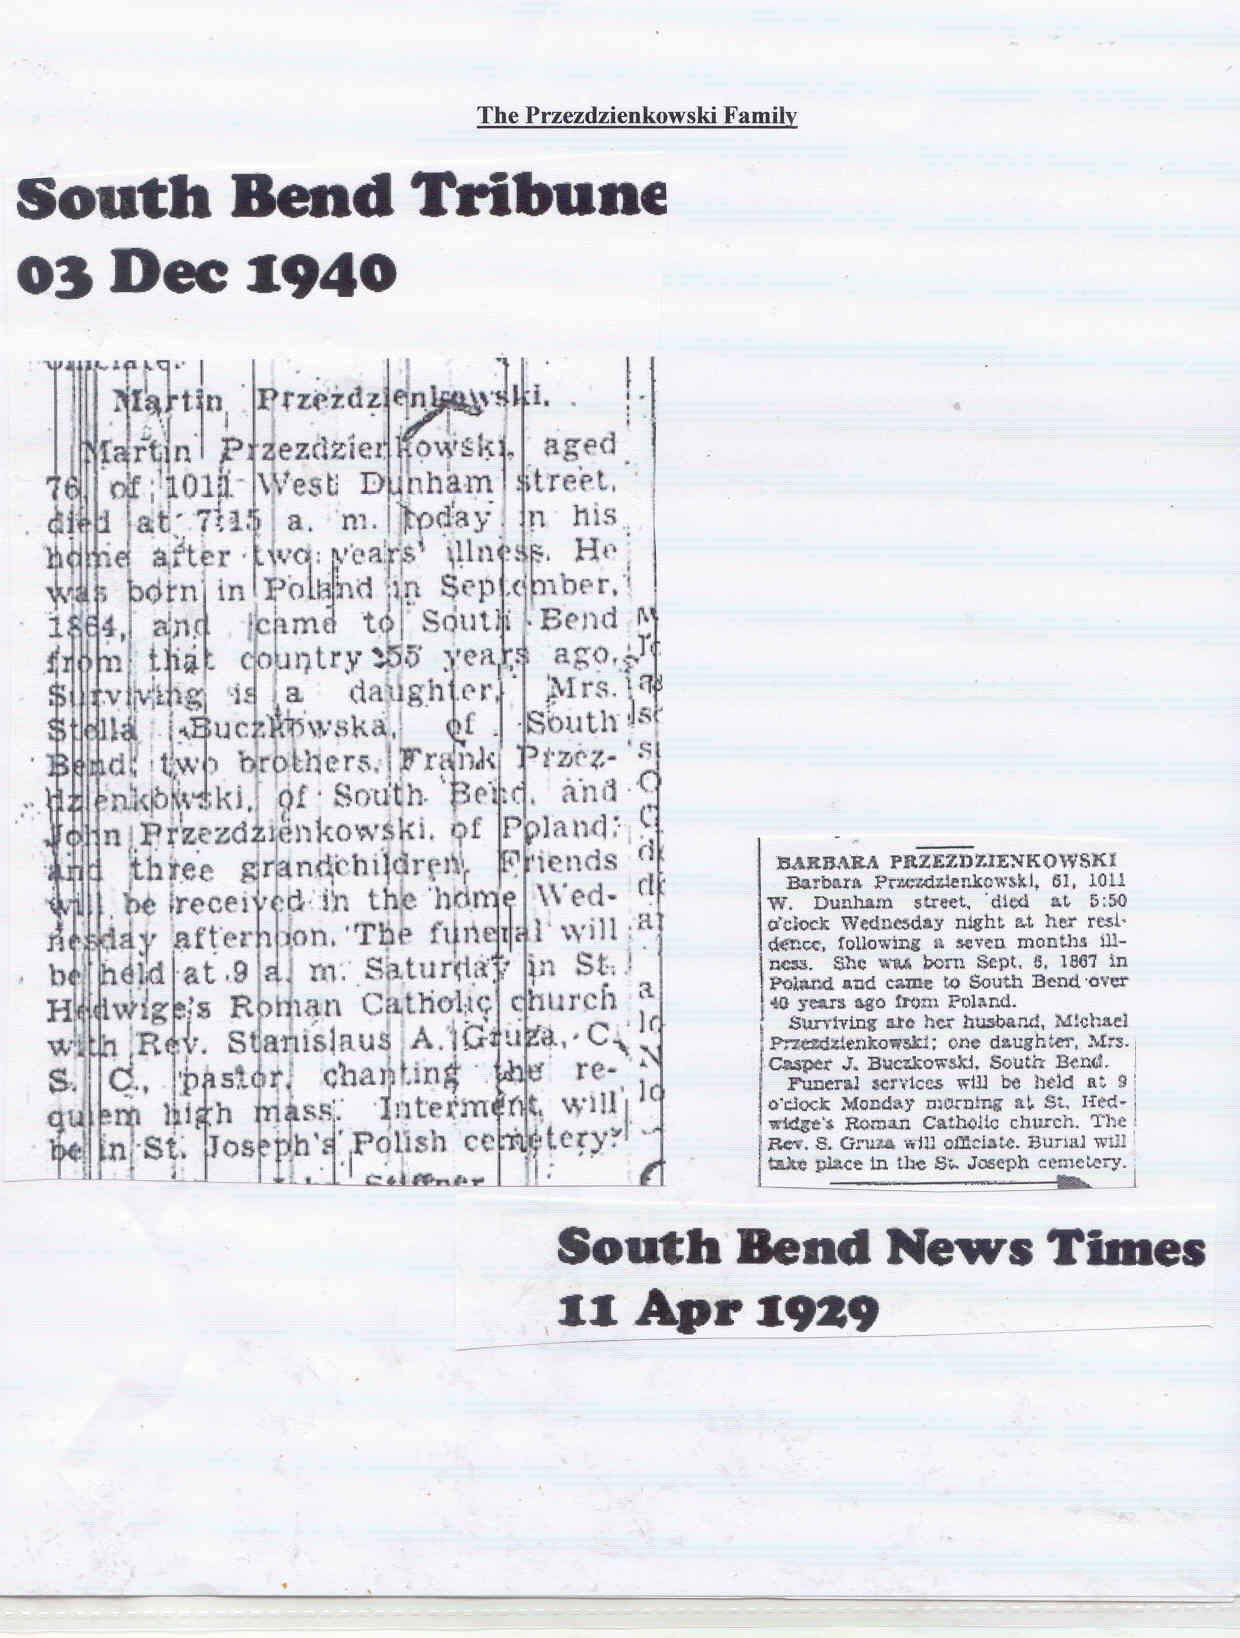 The Przezdzienkowski Family
South Bend Tribune
03 Dec 1940
Martin Przezdzienkowski.
Martin Przezdzienkowski, aged
76, of 1011 West Dunham street,
died at 7:15 a. m. today in his
home after two years' illness. He
was born in Poland in September,
1864, and came to South Bend
from that country 55 years ago.
Surviving is a daughter, Mrs.
Stella Buczkowska, of South
Bend; two brothers, Frank Przez-
dzienkowski, of South Bend, and
John Przezdzienkowski, of Poland;
and three grandchildren. Friends
will be received in the home Wed-
nesday afternoon. The funeral will
be held at 9 a. m. Saturday in St.
Hedwige's Roman Catholic church
with Rev. Stanislaus A. Gruza, C.
S. C., pastor, chanting the re-
quiem high mass. Interment will
be in St. Joseph's Polish cemetery.
Stiffner
BARBARA PRZEZDZIENKOWSKI
Barbara Przezdzienkowski, 61, 1011
W. Dunham street, died at 5:50
o'clock Wednesday night at her resi-
dence, following a seven months ill-
ness. She was born Sept. 6, 1867 in
Poland and came to South Bend over
40 years ago from Poland.
Surviving are her husband, Michael
Przezdzienkowski; one daughter, Mrs.
Casper J. Buczkowski, South Bend.
Funeral services will be held at 9
o'clock Monday morning at St. Hed-
widge's Roman Catholic church. The
Rev. S. Gruza will officiate. Burial will
take place in the St. Joseph cemetery.
South Bend News Times
11 Apr 1929